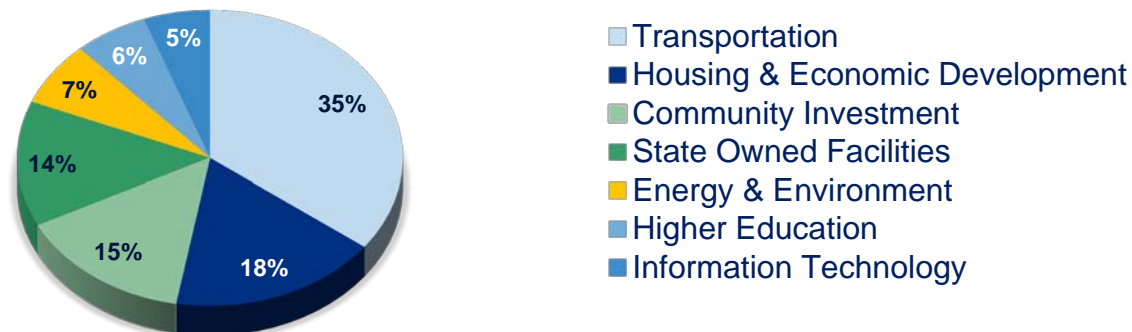 5%
6%
7%
35%
14%
15%
18%
Transportation
Housing & Economic Development
Community Investment
State Owned Facilities
Energy & Environment
Higher Education
Information Technology